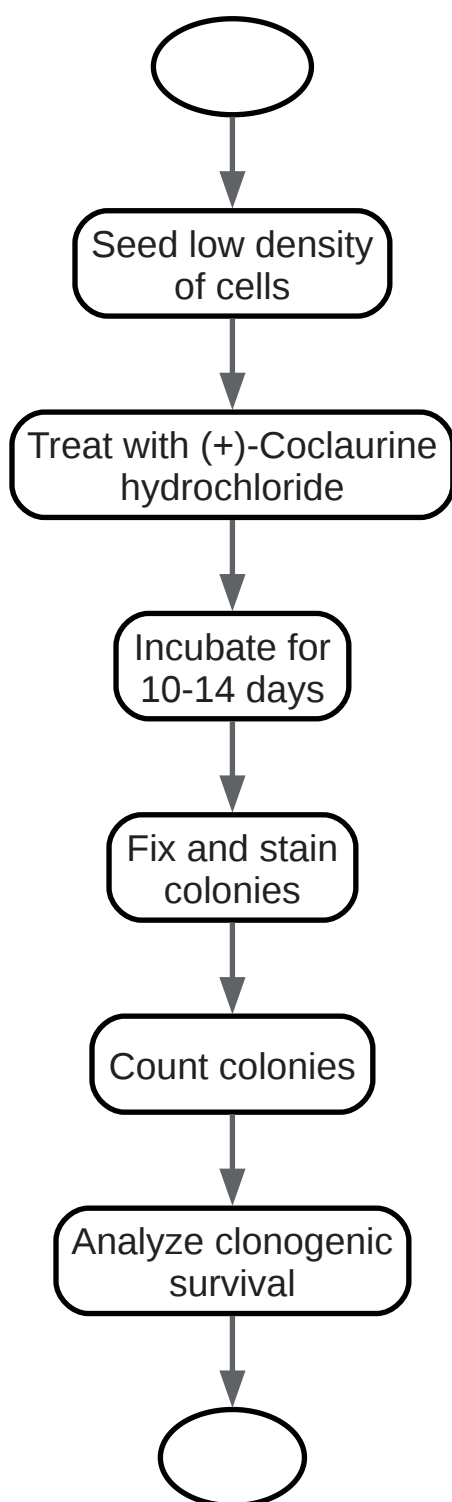 Seed low density
of cells
Treat with (+)-Coclaurine
hydrochloride
Incubate for
10-14 days
Fix and stain
colonies
Count colonies
Analyze clonogenic
survival